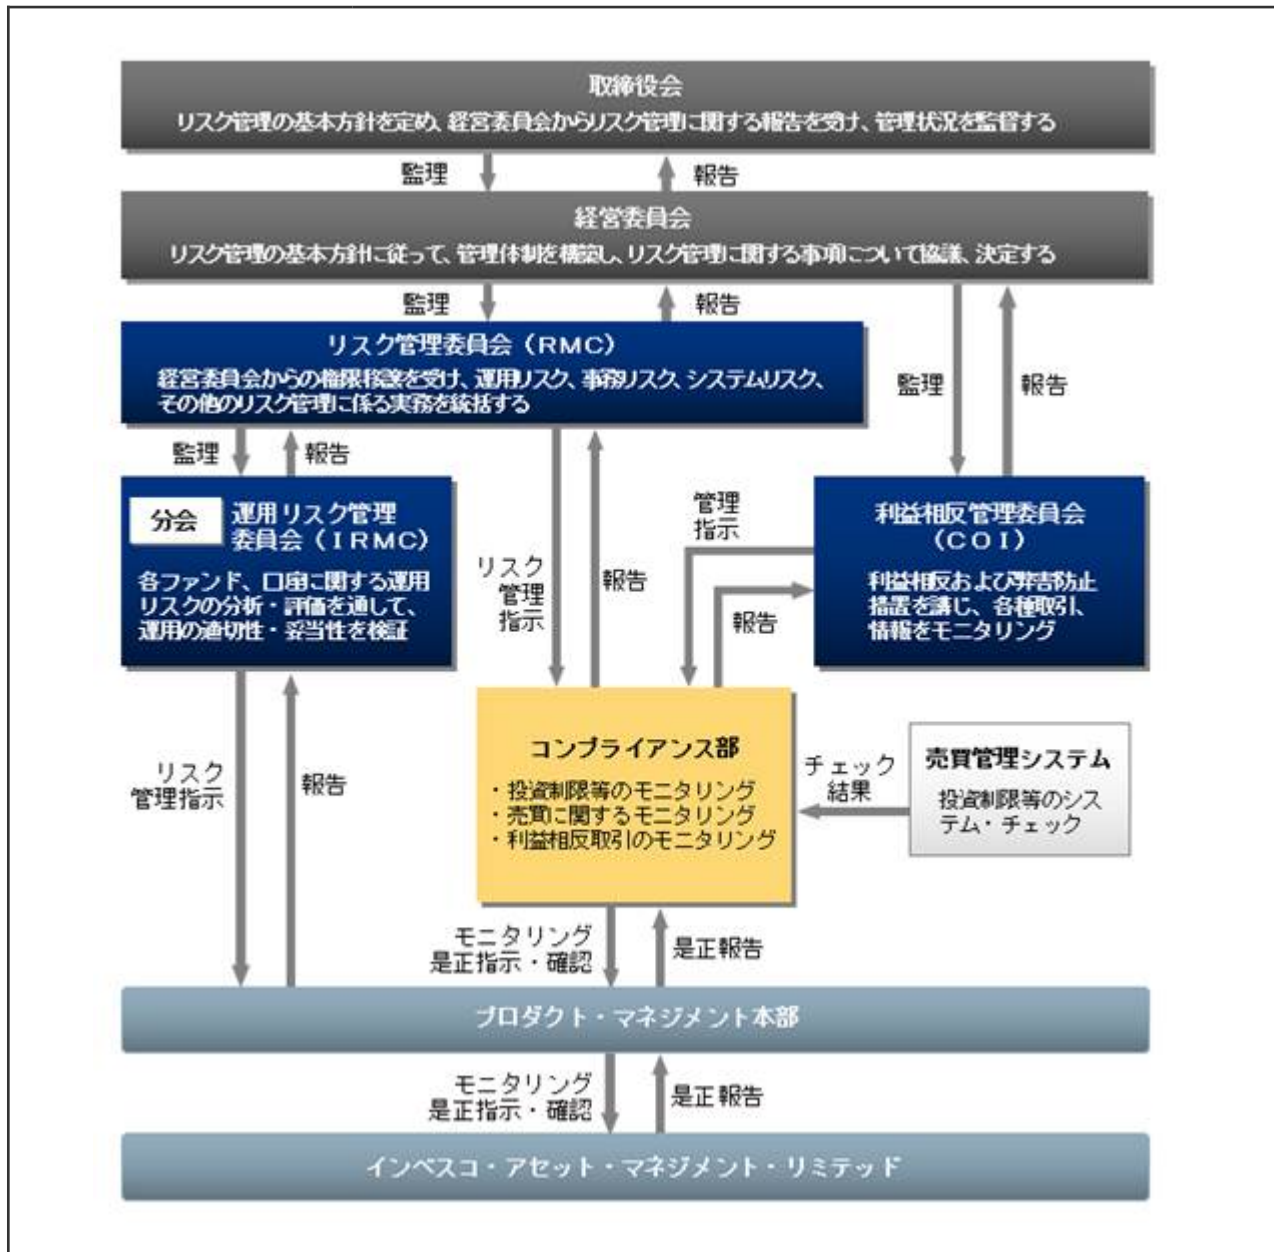 取締役会
リスク管理の基本方針を定め、経営委員会からリスク管理に関する報告を受け、管理状況を監督する
監理
報告
経営委員会
リスク管理の基本方針に従って、管理体制を構築し、リスク管理に関する事項について協議、決定する
監理
報告
リスク管理委員会(RMC)
経営委員会からの権限移譲を受け、運用リスク、事務リスク、システムリスク、
その他のリスク管理に係る実務を統括する
監理
報告
監理
報告
分会
運用リスク管理
委員会(IRMC)
各ファンド、口座に関する運用
リスクの分析・評価を通して、
運用の適切性・妥当性を検証
リスク
管理
指示
報告
管理
指示
報告
利益相反管理委員会
(COI)
利益相反および弊害防止
措置を講じ、各種取引、
情報をモニタリング
リスク
管理指示
報告
コンプライアンス部
・投資制限等のモニタリング
・売買に関するモニタリング
・利益相反取引のモニタリング
チェック
結果
売買管理システム
投資制限等のシス
テム・チェック
モニタリング
是正指示・確認
是正報告
プロダクト・マネジメント本部
モニタリング
是正指示・確認
是正報告
インベスコ・アセット・マネジメント・リミテッド